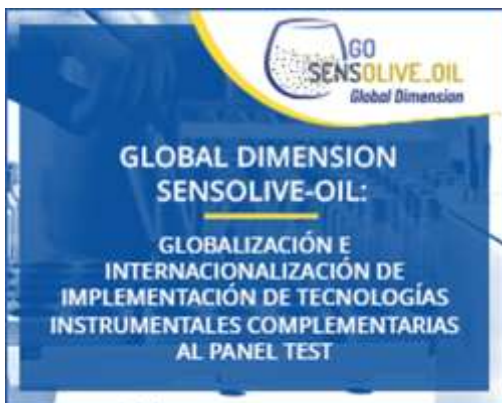 GO
SENSOLIVE_OIL
Global Dimension
GLOBAL DIMENSION
SENSOLIVE-OIL:
GLOBALIZACIÓN E
INTERNACIONALIZACIÓN DE
IMPLEMENTACIÓN DE TECNOLOGÍAS
INSTRUMENTALES COMPLEMENTARIAS
AL PANEL TEST